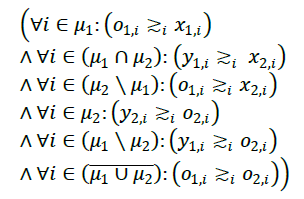 (∀i ∈ μ₁: (o₁,ᵢ ≿ᵢ x₁,ᵢ)
∧ ∀i ∈ (μ₁ ∩ μ₂): (y₁,ᵢ ≿ᵢ x₂,ᵢ)
∧ ∀i ∈ (μ₂ ∖ μ₁): (o₁,ᵢ ≿ᵢ x₂,ᵢ)
∧ ∀i ∈ μ₂: (y₂,ᵢ ≿ᵢ o₂,ᵢ)
∧ ∀i ∈ (μ₁ ∖ μ₂): (y₁,ᵢ ≿ᵢ o₂,ᵢ)
∧ ∀i ∈ (\overline{μ₁ ∪ μ₂}): (o₁,ᵢ ≿ᵢ o₂,ᵢ))